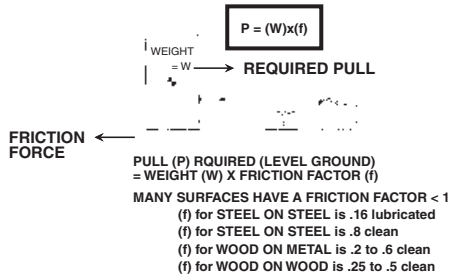 P = (W)x(f)
WEIGHT
= W
REQUIRED PULL
FRICTION
FORCE
PULL (P) RQUIRED (LEVEL GROUND)
= WEIGHT (W) X FRICTION FACTOR (f)
MANY SURFACES HAVE A FRICTION FACTOR < 1
(f) for STEEL ON STEEL is .16 lubricated
(f) for STEEL ON STEEL is .8 clean
(f) for WOOD ON METAL is .2 to .6 clean
(f) for WOOD ON WOOD is .25 to .5 clean